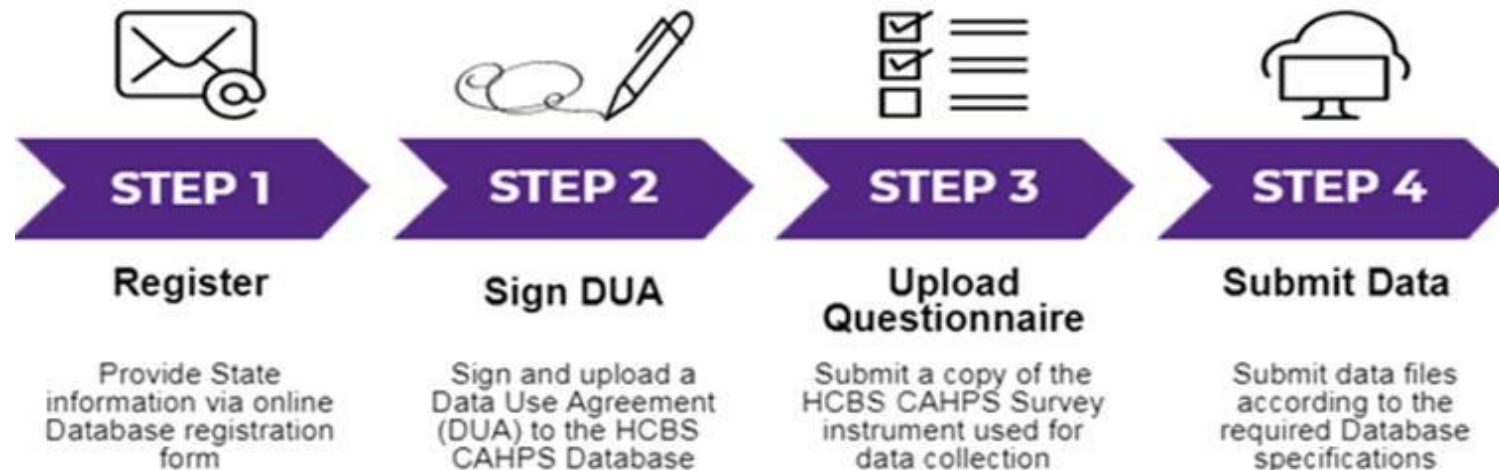 STEP 1
Register
Provide State
information via online
Database registration
form
STEP 2
Sign DUA
Sign and upload a
Data Use Agreement
(DUA) to the HCBS
CAHPS Database
STEP 3
Upload
Questionnaire
Submit a copy of the
HCBS CAHPS Survey
instrument used for
data collection
STEP 4
Submit Data
Submit data files
according to the
required Database
specifications